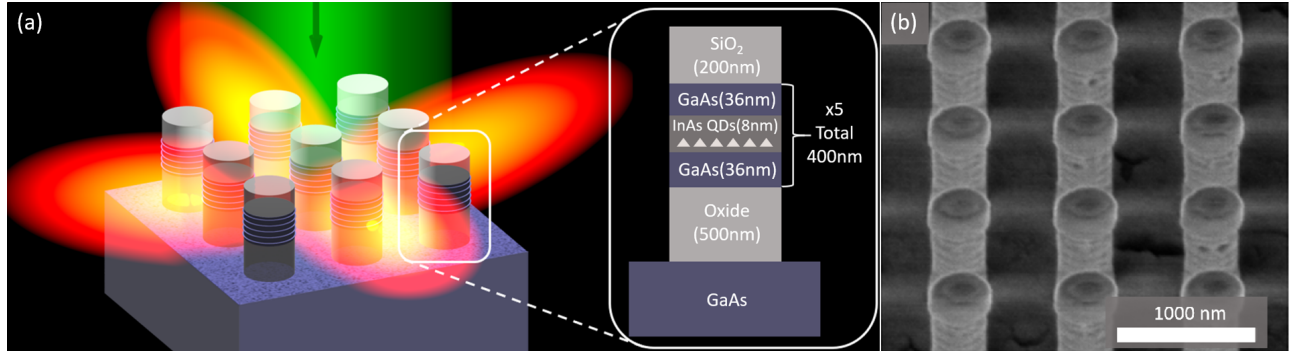 (a)
SiO₂
(200nm)
GaAs(36nm)
InAs QDs(8nm)
GaAs(36nm)
x5
Total
400nm
Oxide
(500nm)
GaAs
(b)
1000 nm